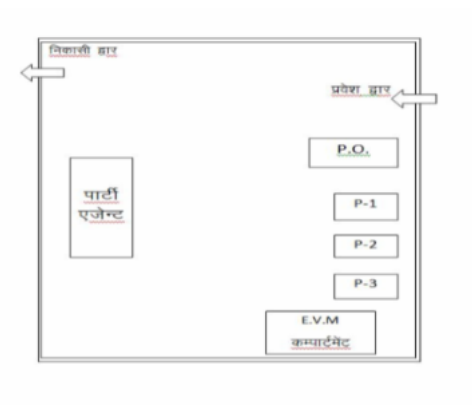 निकासी द्वार
प्रवेश द्वार
P.O.
पार्टी
एजेन्ट
P-1
P-2
P-3
E.V.M
कम्पार्टमेंट